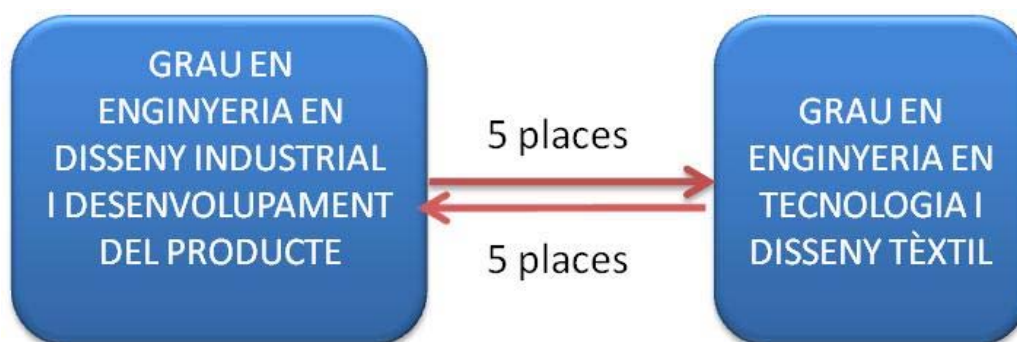 GRAU EN
ENGINYERIA EN
DISSENY INDUSTRIAL
I DESENVOLUPAMENT
DEL PRODUCTE
5 places
5 places
GRAU EN
ENGINYERIA EN
TECNOLOGIA I
DISSENY TÈXTIL